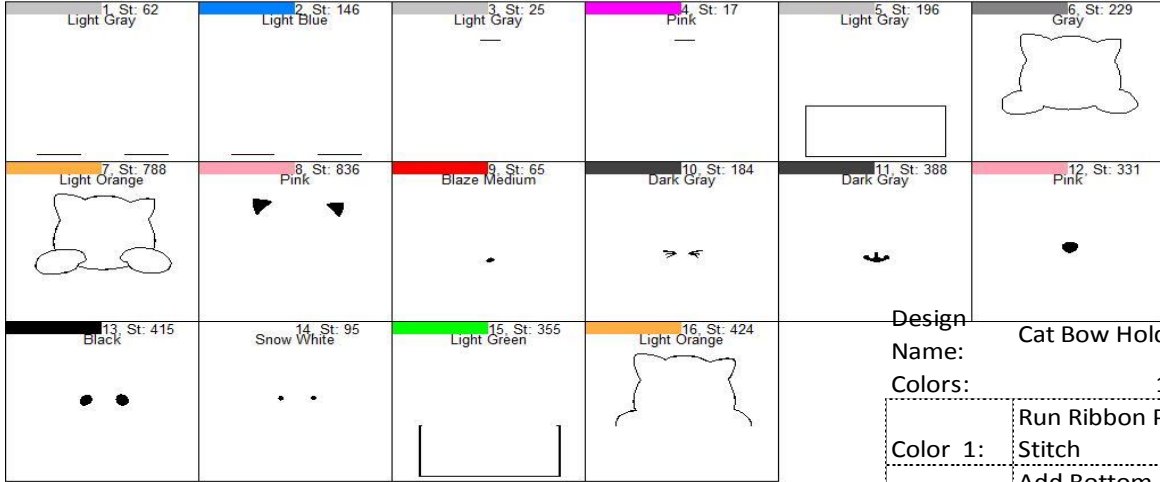 1, St: 62
Light Gray
2, St: 146
Light Blue
3, St: 25
Light Gray
4, St: 17
Pink
5, St: 196
Light Gray
6, St: 229
Gray
7, St: 788
Light Orange
8, St: 836
Pink
9, St: 65
Blaze Medium
10, St: 184
Dark Gray
11, St: 388
Dark Gray
12, St: 331
Pink
13, St: 415
Black
14, St: 95
Snow White
15, St: 355
Light Green
16, St: 424
Light Orange
Design
Name:
Cat Bow
Colors:
Run Ribbon
Color 1:
Stitch
Add Bottom